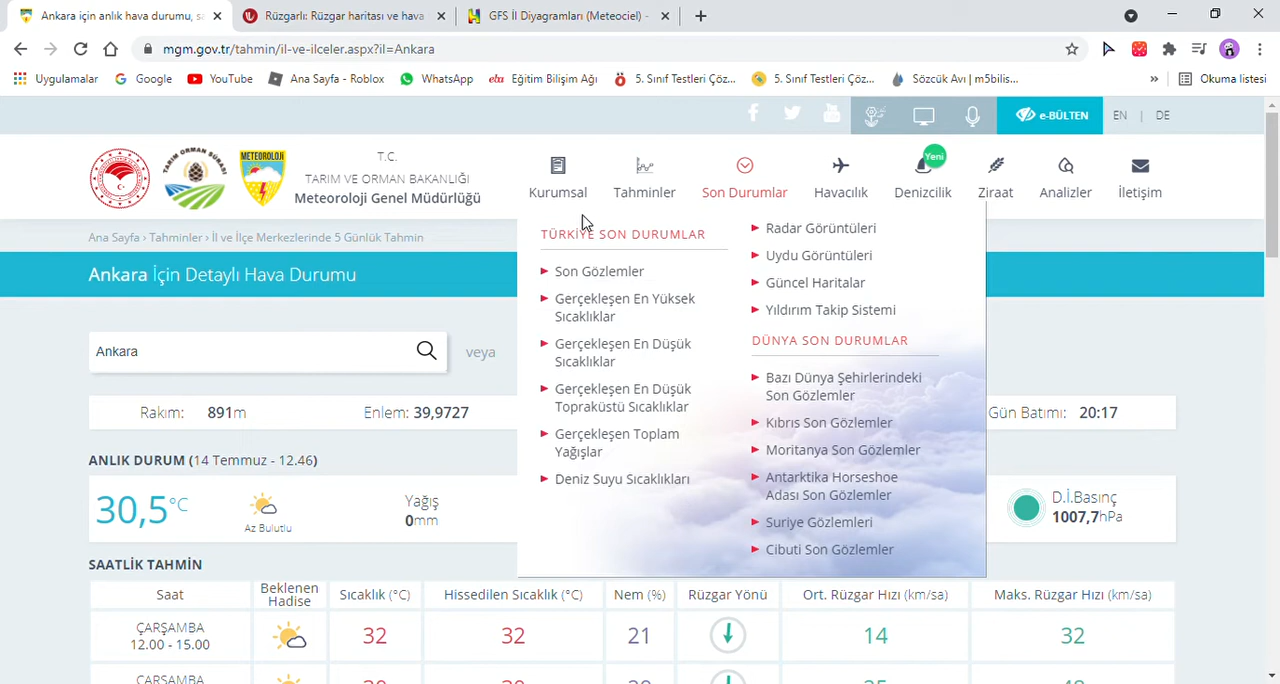 Ankara için anlık hava durumu, sa
Rüzgarlı: Rüzgar haritası ve hava
GFS İl Diyagramları (Meteociel) -
mgm.gov.tr/tahmin/il-ve-ilceler.aspx?il=Ankara
Uygulamalar
Google
YouTube
Ana Sayfa - Roblox
WhatsApp
eba
Eğitim Bilişim Ağı
5. Sınıf Testleri Çöz...
5. Sınıf Testleri Çöz...
Sözcük Avı | m5bilis...
»
Okuma listesi
e-BÜLTEN
EN | DE
TARIM ORMAN
METEOROLOJİ
T.C.
TARIM VE ORMAN BAKANLIĞI
Meteoroloji Genel Müdürlüğü
Kurumsal
Tahminler
Son Durumlar
Havacılık
Yeni
Denizcilik
Ziraat
Analizler
İletişim
Ana Sayfa › Tahminler › İl ve İlçe Merkezlerinde 5 Günlük Tahmin
Ankara İçin Detaylı Hava Durumu
TÜRKİYE SON DURUMLAR
Son Gözlemler
Gerçekleşen En Yüksek
Sıcaklıklar
Gerçekleşen En Düşük
Sıcaklıklar
Gerçekleşen En Düşük
Topraküstü Sıcaklıklar
Gerçekleşen Toplam
Yağışlar
Deniz Suyu Sıcaklıkları
Radar Görüntüleri
Uydu Görüntüleri
Güncel Haritalar
Yıldırım Takip Sistemi
DÜNYA SON DURUMLAR
Bazı Dünya Şehirlerindeki
Son Gözlemler
Kıbrıs Son Gözlemler
Moritanya Son Gözlemler
Antarktika Horseshoe
Adası Son Gözlemler
Suriye Gözlemleri
Cibuti Son Gözlemler
Ankara
veya
Rakım: 891m
Enlem: 39,9727
Gün Batımı: 20:17
ANLIK DURUM (14 Temmuz - 12.46)
30,5°C
Az Bulutlu
Yağış
0mm
D.İ.Basınç
1007,7hPa
SAATLİK TAHMİN
Saat
Beklenen
Hadise
Sıcaklık (°C)
Hissedilen Sıcaklık (°C)
Nem (%)
Rüzgar Yönü
Ort. Rüzgar Hızı (km/sa)
Maks. Rüzgar Hızı (km/sa)
ÇARŞAMBA
12.00 - 15.00
32
32
21
14
32
ÇARŞAMBA